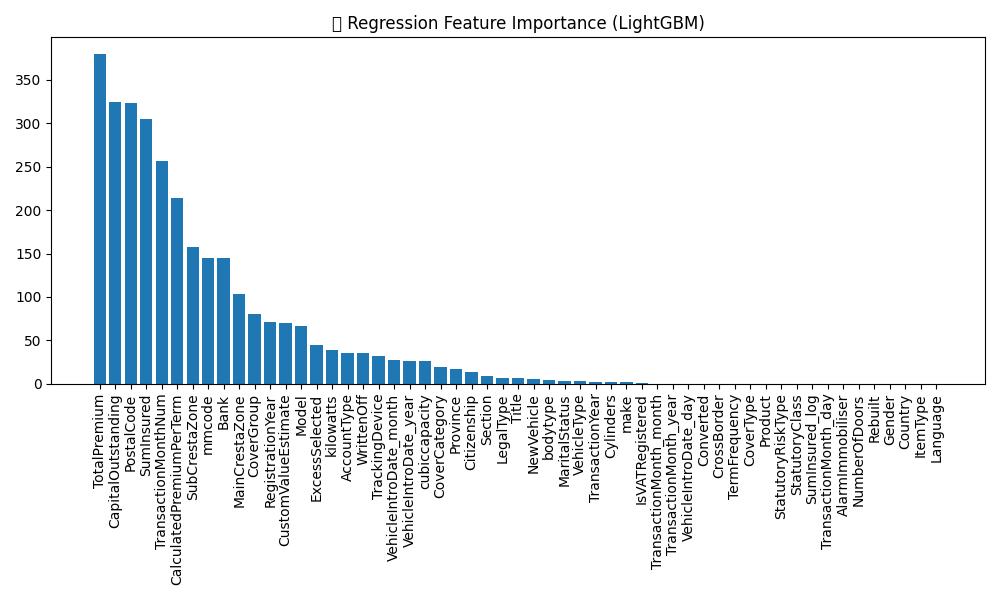 Regression Feature Importance (LightGBM)
350
300
250
200
150
100
50
0
TotalPremium
CapitalOutstanding
PostalCode
SumInsured
TransactionMonthNum
CalculatedPremiumPerTerm
SubCrestaZone
mmcode
Bank
MainCrestaZone
CoverGroup
RegistrationYear
CustomValueEstimate
Model
ExcessSelected
kilowatts
AccountType
WrittenOff
TrackingDevice
VehicleIntroDate_month
VehicleIntroDate_year
cubiccapacity
CoverCategory
Province
Citizenship
Section
LegalType
Title
NewVehicle
bodytype
MaritalStatus
VehicleType
TransactionYear
Cylinders
make
IsVATRegistered
TransactionMonth_month
TransactionMonth_year
VehicleIntroDate_day
Converted
CrossBorder
TermFrequency
CoverType
Product
StatutoryRiskType
StatutoryClass
SumInsured_log
TransactionMonth_day
AlarmImmobiliser
NumberOfDoors
Rebuilt
Gender
Country
ItemType
Language